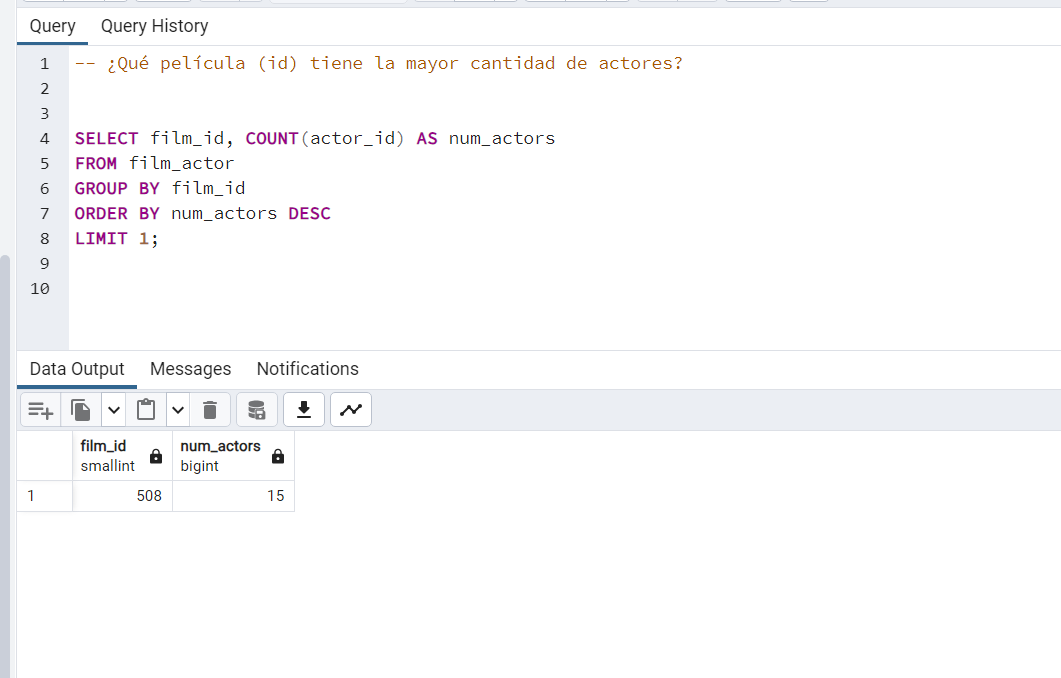 Query Query History
1 -- ¿Qué película (id) tiene la mayor cantidad de actores?
2
3
4 SELECT film_id, COUNT(actor_id) AS num_actors
5 FROM film_actor
6 GROUP BY film_id
7 ORDER BY num_actors DESC
8 LIMIT 1;
9
10
Data Output Messages Notifications
film_id num_actors
smallint bigint
1 508 15